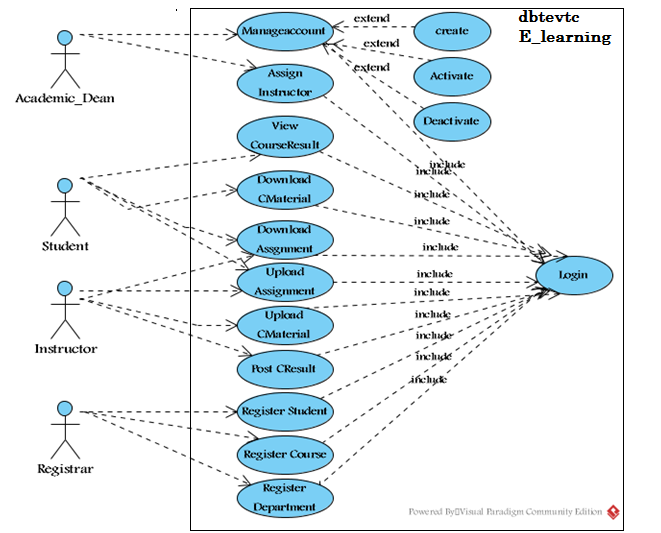 dbtevtc
E_learning
Manageaccount
extend
create
extend
Activate
extend
Deactivate
Academic_Dean
Assign
Instructor
View
CourseResult
include
include
Download
CMaterial
include
Student
include
Download
Assgnment
include
Login
Upload
Assignment
include
include
Instructor
Upload
CMaterial
include
Post CResult
include
include
include
Register Student
Registrar
Register Course
Register
Department
Powered By Visual Paradigm Community Edition